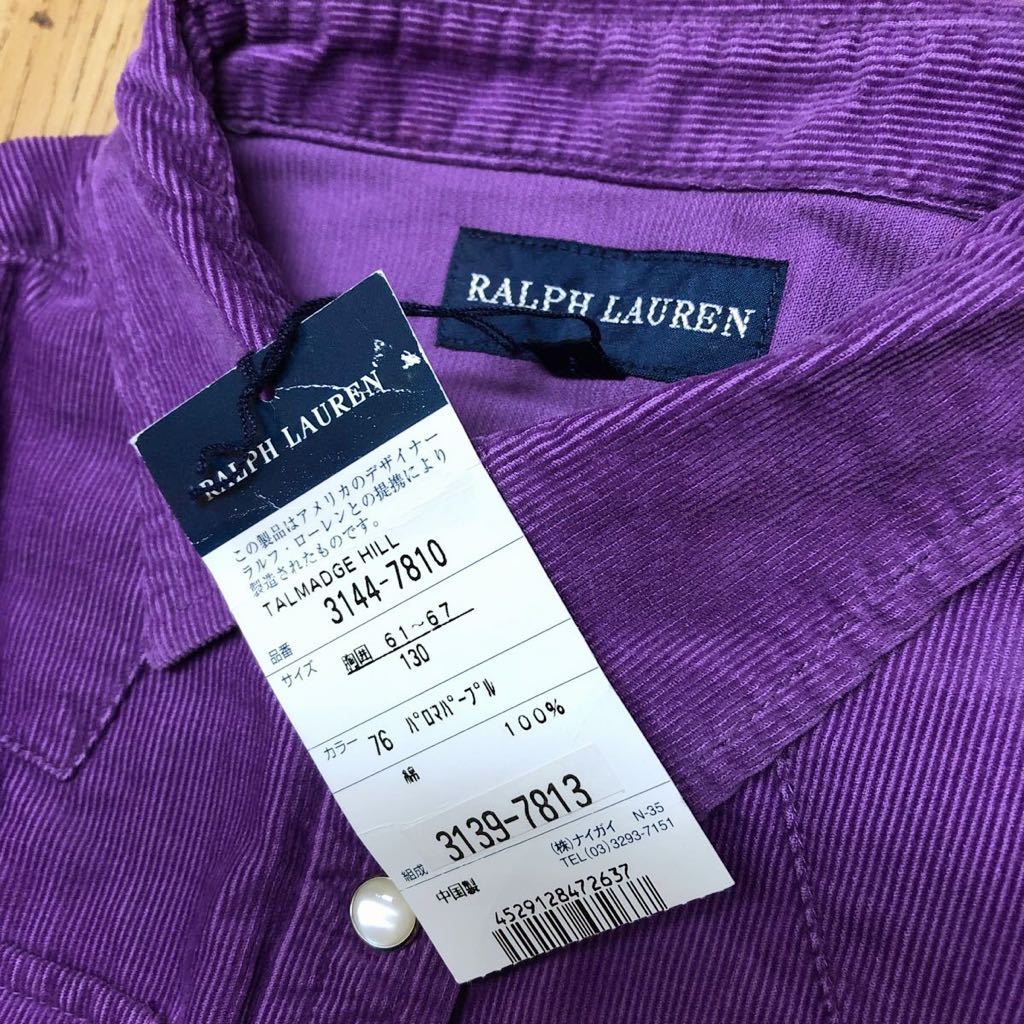 RALPH LAUREN
RALPH LAUREN
この製品はアメリカのデザイナー
ラルフ・ローレンとの提携により
製造されたものです。
TALMADGE HILL
品番 3144-7810
サイズ 胸囲 61~67
130
カラー 76 パロマパープル
綿 100%
3139-7813
組成
(株)ナイガイ N-35
TEL(03)3293-7151
中国製
4529128472637